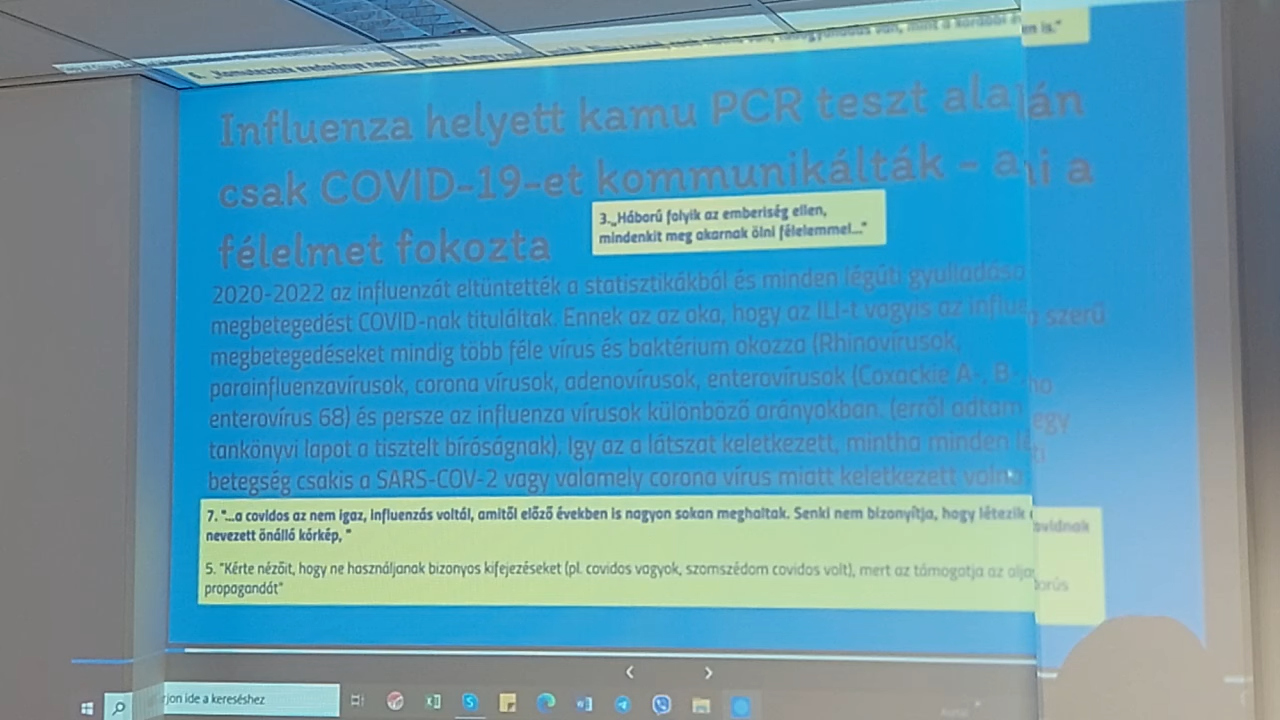 Influenza helyett kamu PCR teszt alapján
csak COVID-19-et kommunikálták - ami a
félelmet fokozta
3. „Háború folyik az emberiség ellen,
mindenkit meg akarnak ölni félelemmel..."
2020-2022 az influenzát eltüntették a statisztikákból és minden légúti
megbetegedést COVID-nak tituláltak. Ennek az az oka, hogy az ILI-t vagyis az szerű
megbetegedéseket mindig több féle vírus és baktérium okozza (Rhinovírusok,
parainfluenzavírusok, corona vírusok, adenovírusok, enterovírusok (Coxackie A-, B-
enterovírus 68) és persze az influenza vírusok különböző arányokban. (erről adtam egy
tankönyvi lapot a tisztelt bíróságnak). Igy az a látszat keletkezett, mintha minden
betegség csakis a SARS-COV-2 vagy valamely corona vírus miatt keletkezett volna
7. "...a covidos az nem igaz, influenzás voltál, amitől előző években is nagyon sokan meghaltak. Senki nem bizonyítja, hogy létezik covidnak
nevezett önálló kórkép, "
5. "Kérte nézőit, hogy ne használjanak bizonyos kifejezéseket (pl. covidos vagyok, szomszédom covidos volt), mert az támogatja az
propagandát"
rjon ide a kereséshez